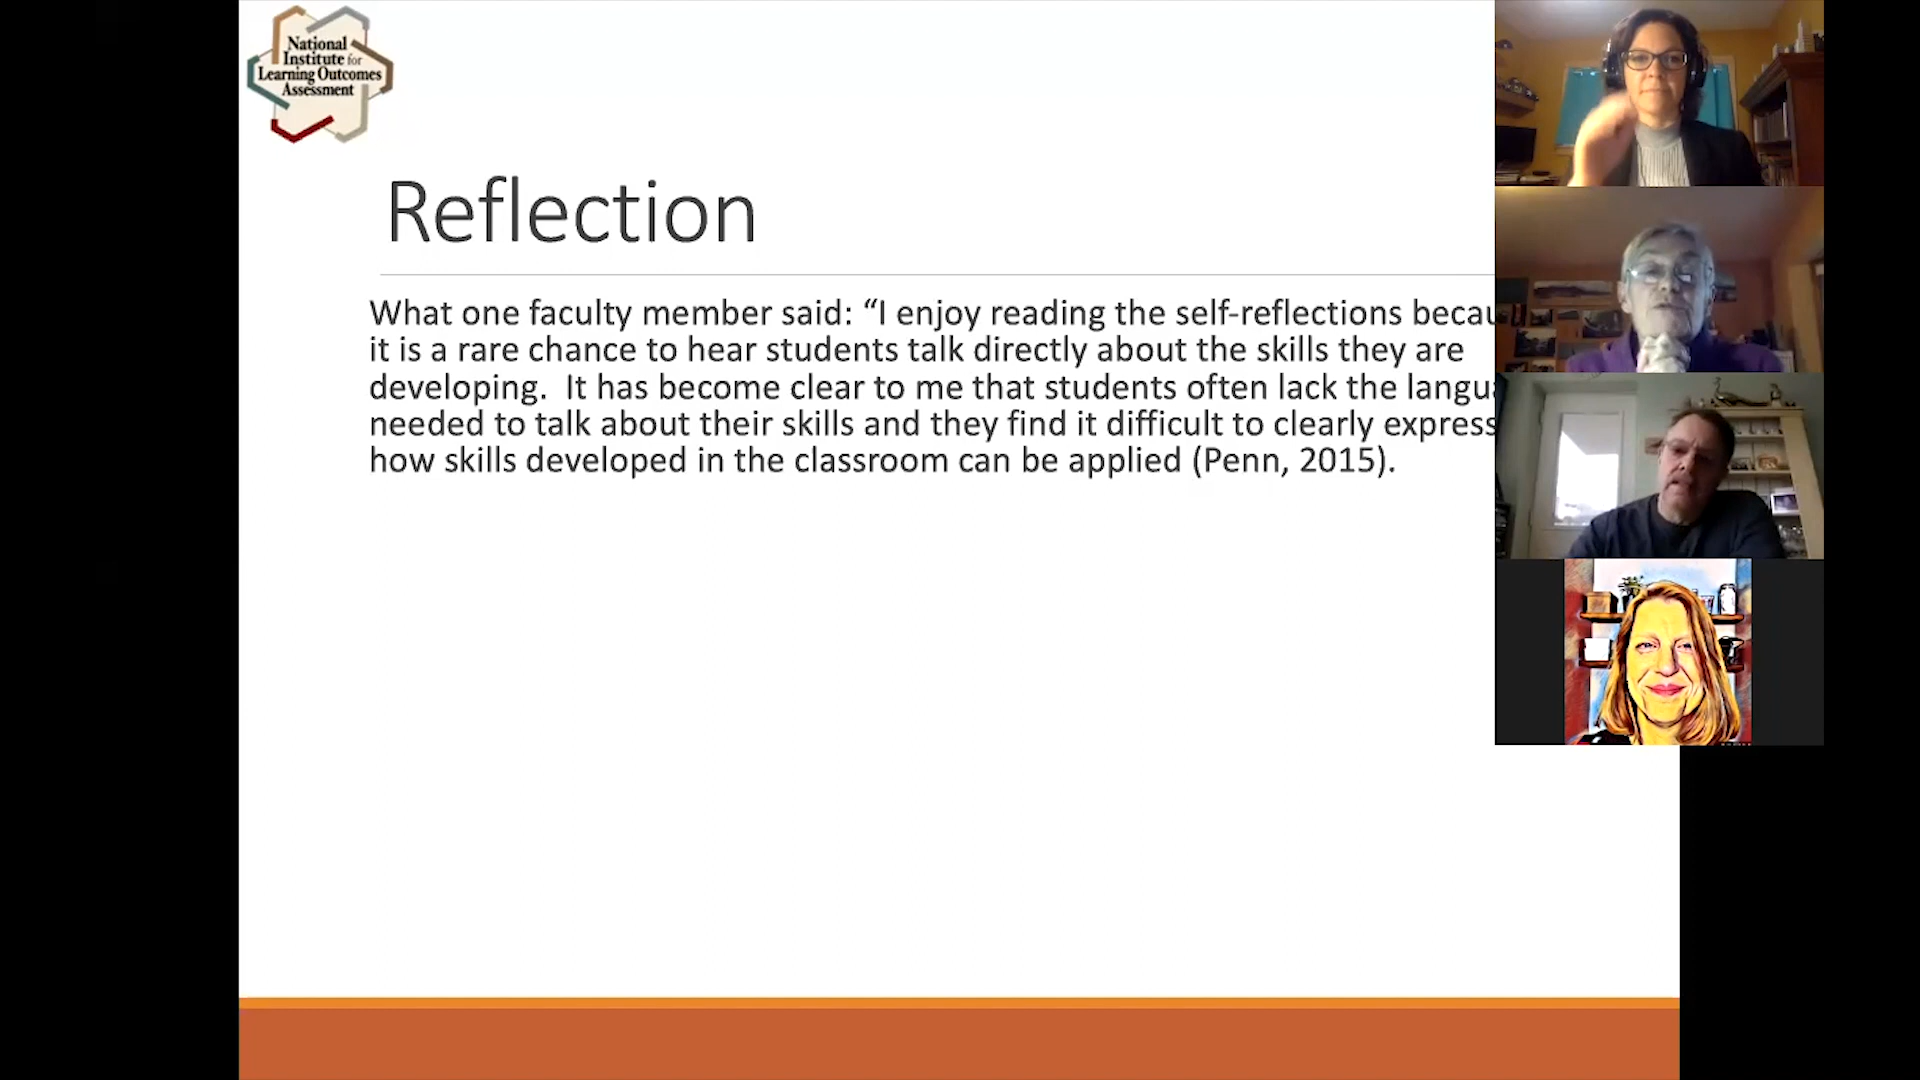 National
Institute for
Learning Outcomes
Assessment
Reflection
What one faculty member said: “I enjoy reading the self-reflections
it is a rare chance to hear students talk directly about the skills they are
developing.  It has become clear to me that students often lack the
needed to talk about their skills and they find it difficult to clearly express
how skills developed in the classroom can be applied (Penn, 2015).